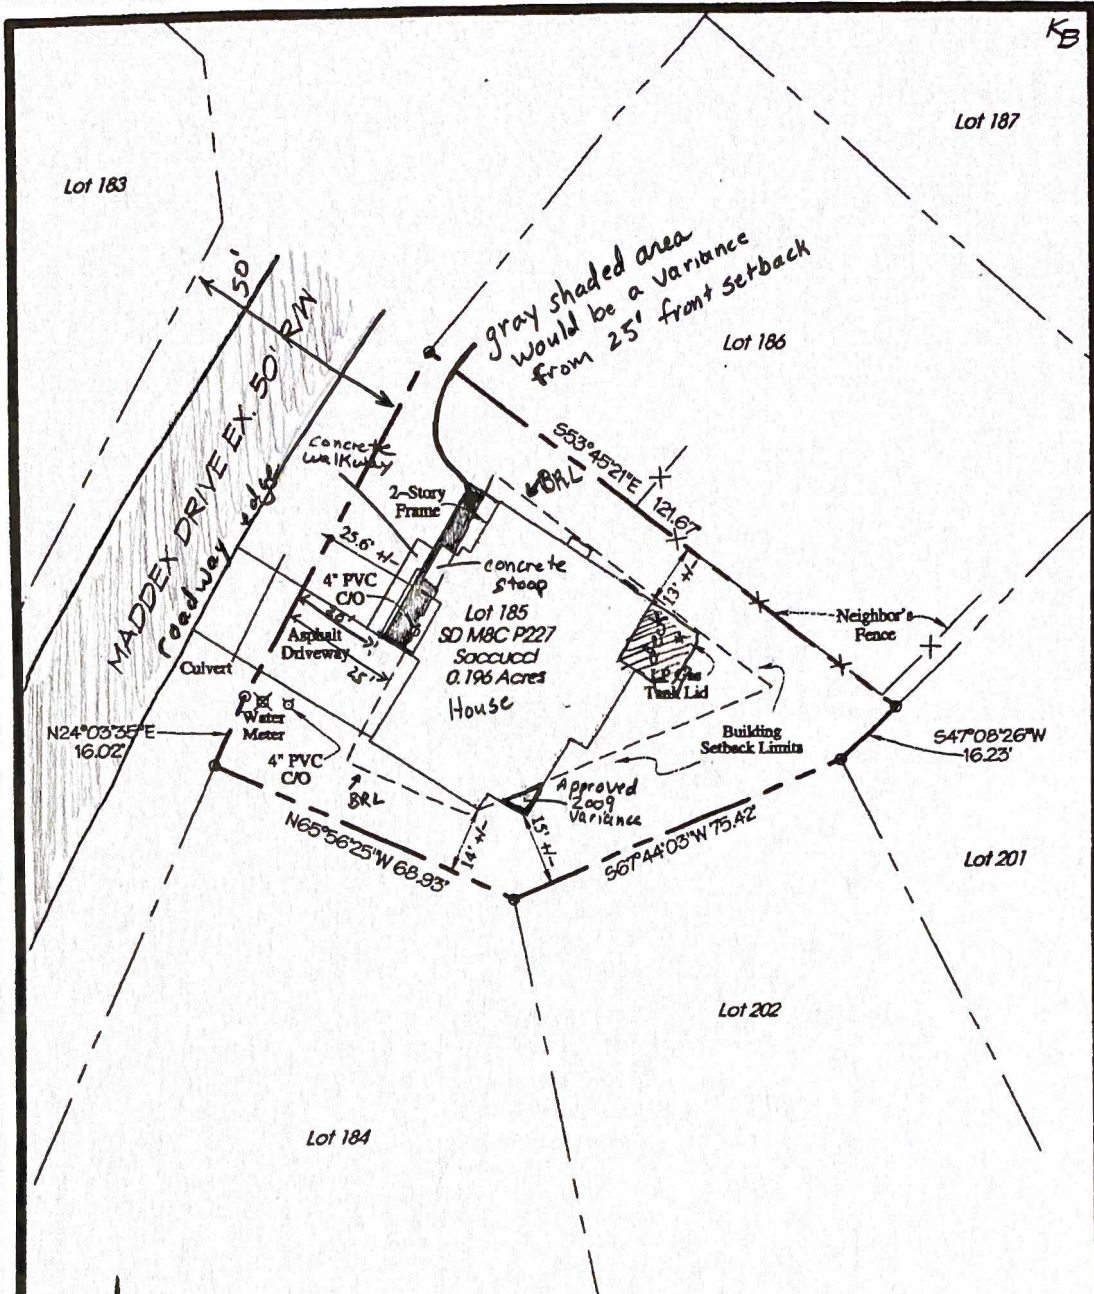 KB
Lot 187
Lot 183
50'
gray shaded area
would be a variance
from 25' front setback
Lot 186
MADDEX DRIVE EX. 50' R/W
roadway edge
concrete
walkway
2-Story
Frame
BRL
S53°45'21"E
121.67'
25.6' +/-
4" PVC
C/O
concrete
stoop
13' +/-
20'
Asphalt
Driveway
25'
Lot 185
SD M8C P227
Soccucci
0.196 Acres
House
Neighbor's
Fence
LP Gas
Tank Lid
Culvert
Water
Meter
N24°03'35"E
16.02'
4" PVC
C/O
Building
Setback Limits
S47°08'26"W
16.23'
BRL
Approved
2009
Variance
14' +/-
15' +/-
N65°56'25"W 68.93'
S67°44'03"W 75.42'
Lot 201
Lot 202
Lot 184